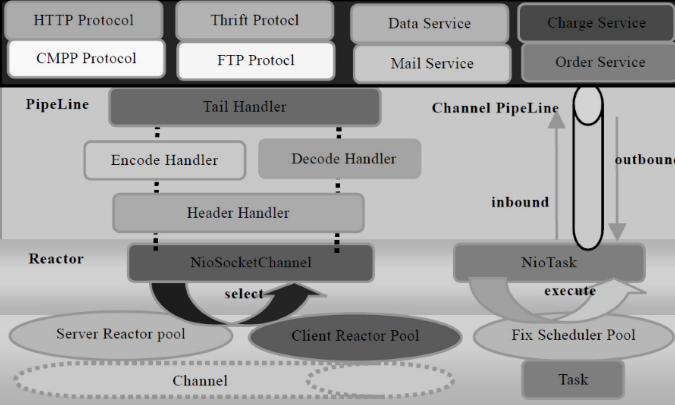 HTTP Protocol
Thrift Protocl
Data Service
Charge Service
CMPP Protocol
FTP Protocl
Mail Service
Order Service
PipeLine
Tail Handler
Channel PipeLine
Encode Handler
Decode Handler
outbound
inbound
Header Handler
Reactor
NioSocketChannel
NioTask
select
execute
Server Reactor pool
Client Reactor Pool
Fix Scheduler Pool
Channel
Task